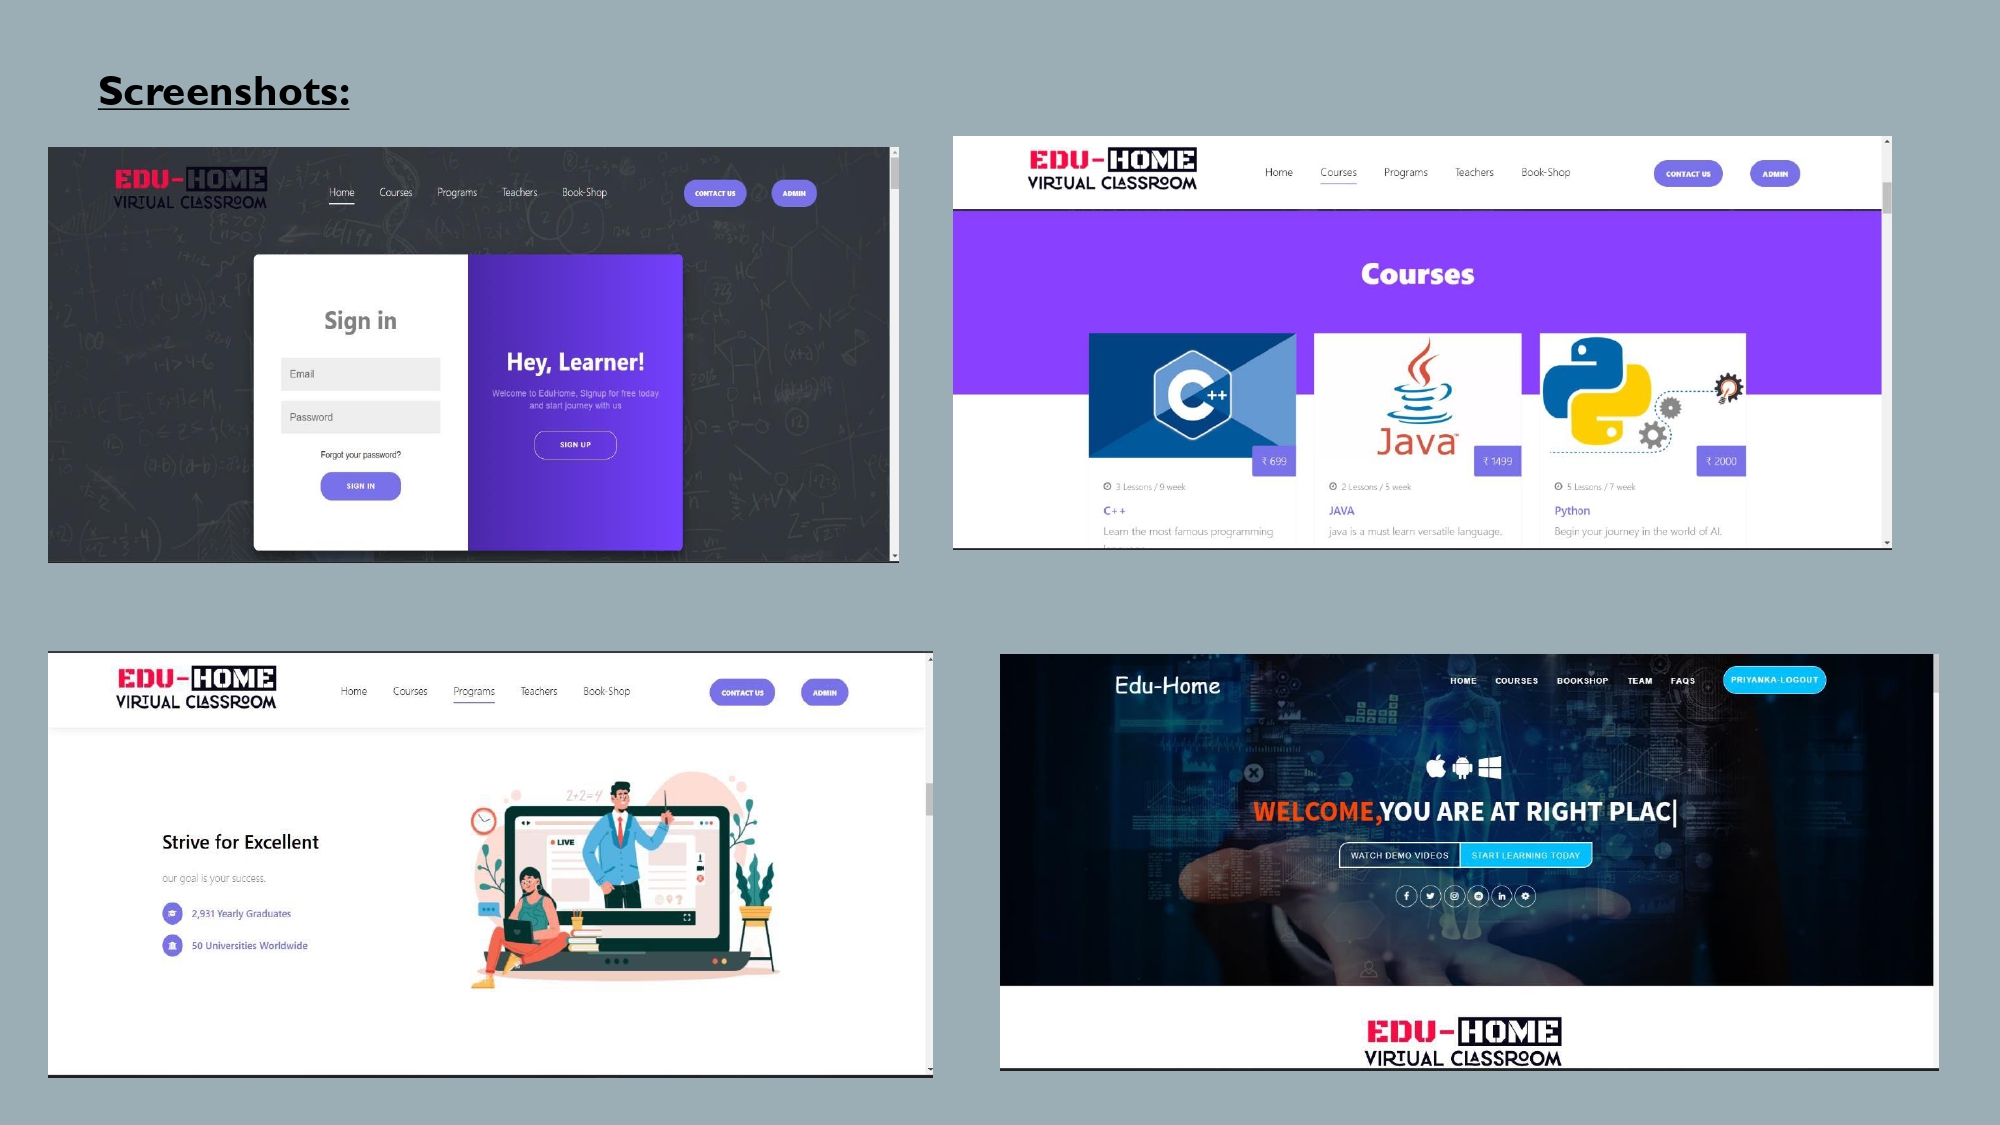 Screenshots:
EDU-HOME
VIRTUAL CLASSROOM
Home Courses Programs Teachers Book-Shop CONTACT US ADMIN
Sign in
Email
Password
Forgot your password?
SIGN IN
Hey, Learner!
Welcome to EduHome, Signup for free today
and start journey with us
SIGN UP
EDU-HOME
VIRTUAL CLASSROOM
Home Courses Programs Teachers Book-Shop CONTACT US ADMIN
Courses
C++
Java
₹ 699
₹ 1499
₹ 2000
3 Lessons / 9 week
C++
Learn the most famous programming
2 Lessons / 5 week
JAVA
java is a must learn versatile language.
5 Lessons / 7 week
Python
Begin your journey in the world of AI.
EDU-HOME
VIRTUAL CLASSROOM
Home Courses Programs Teachers Book-Shop CONTACT US ADMIN
Strive for Excellent
our goal is your success.
2,931 Yearly Graduates
50 Universities Worldwide
2+2=4
LIVE
Edu-Home
HOME COURSES BOOKSHOP TEAM FAQS PRIYANKA-LOGOUT
WELCOME,YOU ARE AT RIGHT PLAC|
WATCH DEMO VIDEOS START LEARNING TODAY
EDU-HOME
VIRTUAL CLASSROOM